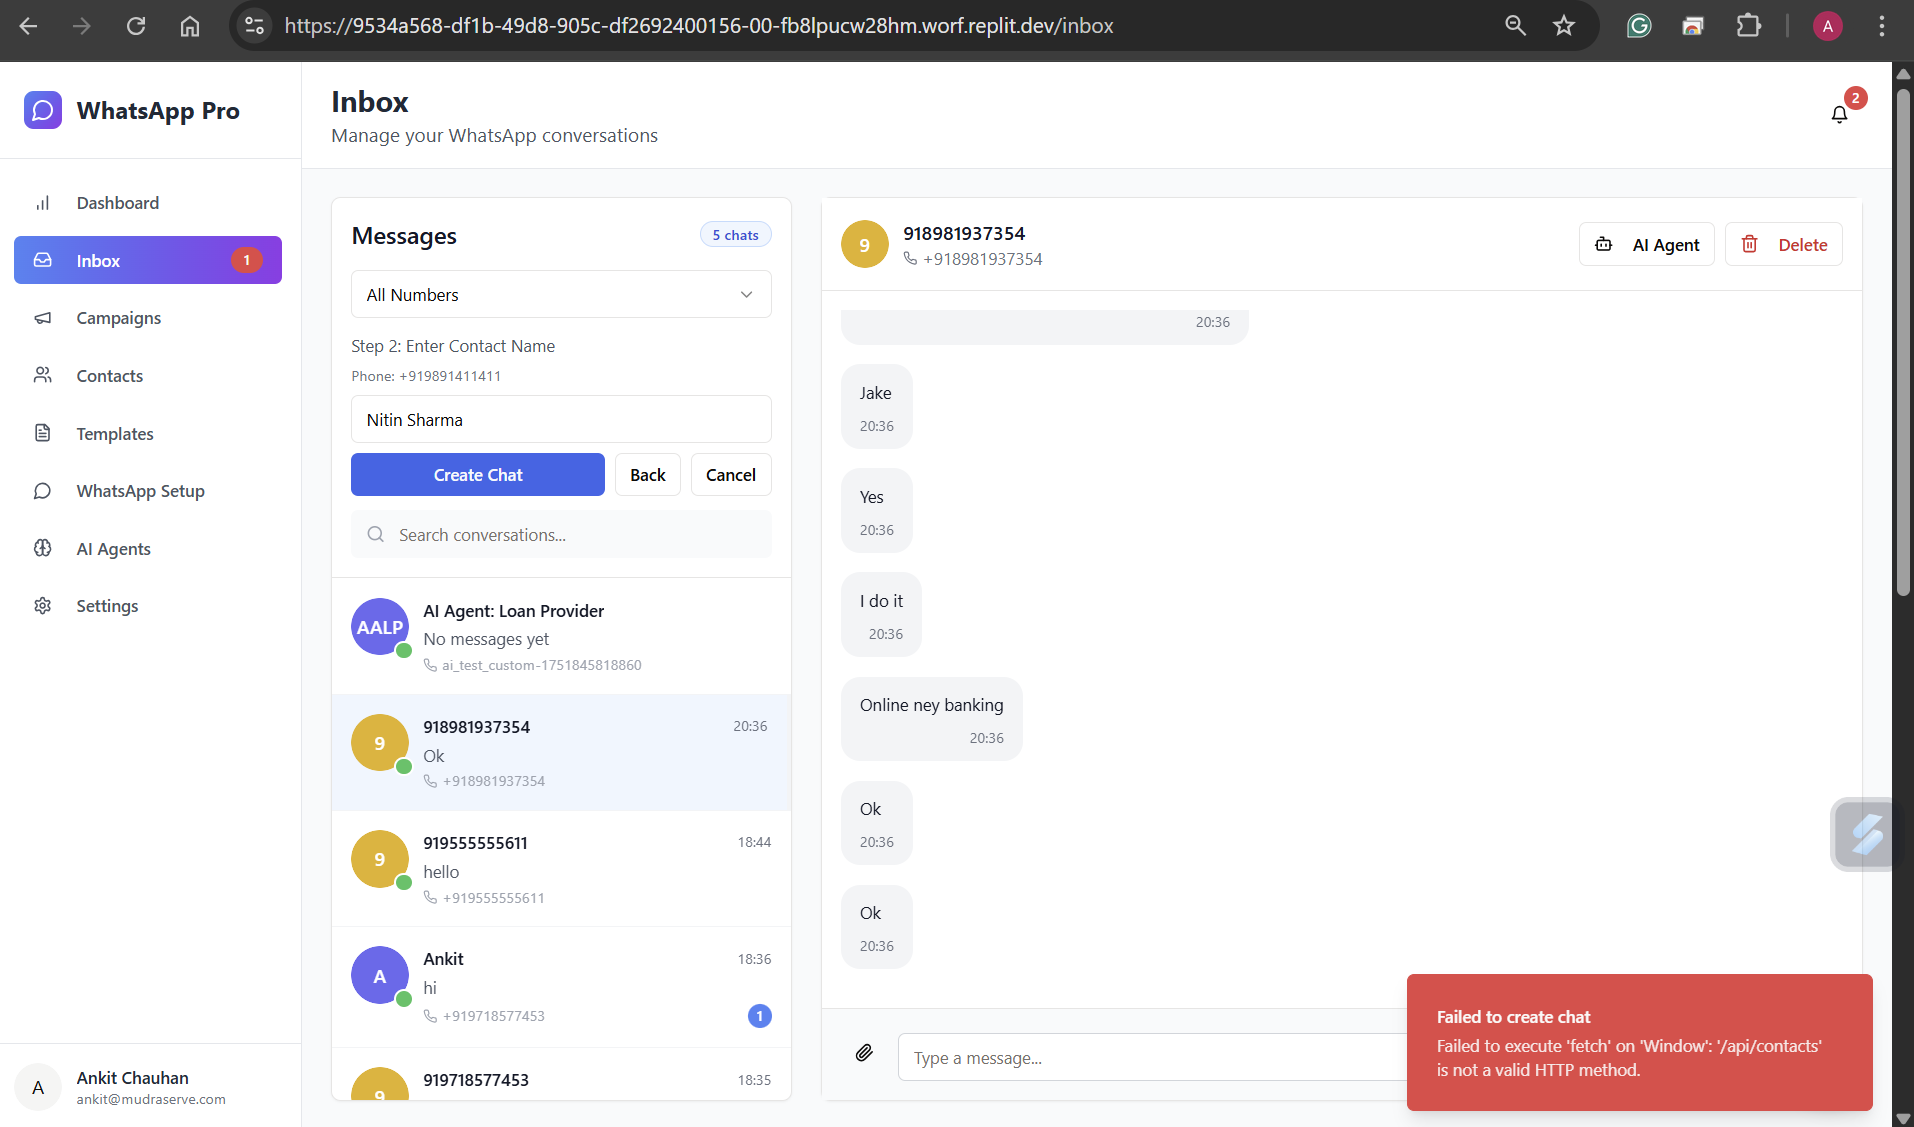 https://9534a568-df1b-49d8-905c-df2692400156-00-fb8lpucw28hm.worf.replit.dev/inbox
A
WhatsApp Pro
Dashboard
Inbox
1
Campaigns
Contacts
Templates
WhatsApp Setup
AI Agents
Settings
A
Ankit Chauhan
ankit@mudraserve.com
Inbox
Manage your WhatsApp conversations
2
Messages
5 chats
All Numbers
Step 2: Enter Contact Name
Phone: +919891411411
Nitin Sharma
Create Chat
Back
Cancel
Search conversations...
AALP
AI Agent: Loan Provider
No messages yet
ai_test_custom-1751845818860
9
918981937354
20:36
Ok
+918981937354
9
919555555611
18:44
hello
+919555555611
A
Ankit
18:36
hi
+919718577453
1
9
919718577453
18:35
9
918981937354
+918981937354
AI Agent
Delete
20:36
Jake
20:36
Yes
20:36
I do it
20:36
Online ney banking
20:36
Ok
20:36
Ok
20:36
Type a message...
Failed to create chat
Failed to execute 'fetch' on 'Window': '/api/contacts'
is not a valid HTTP method.